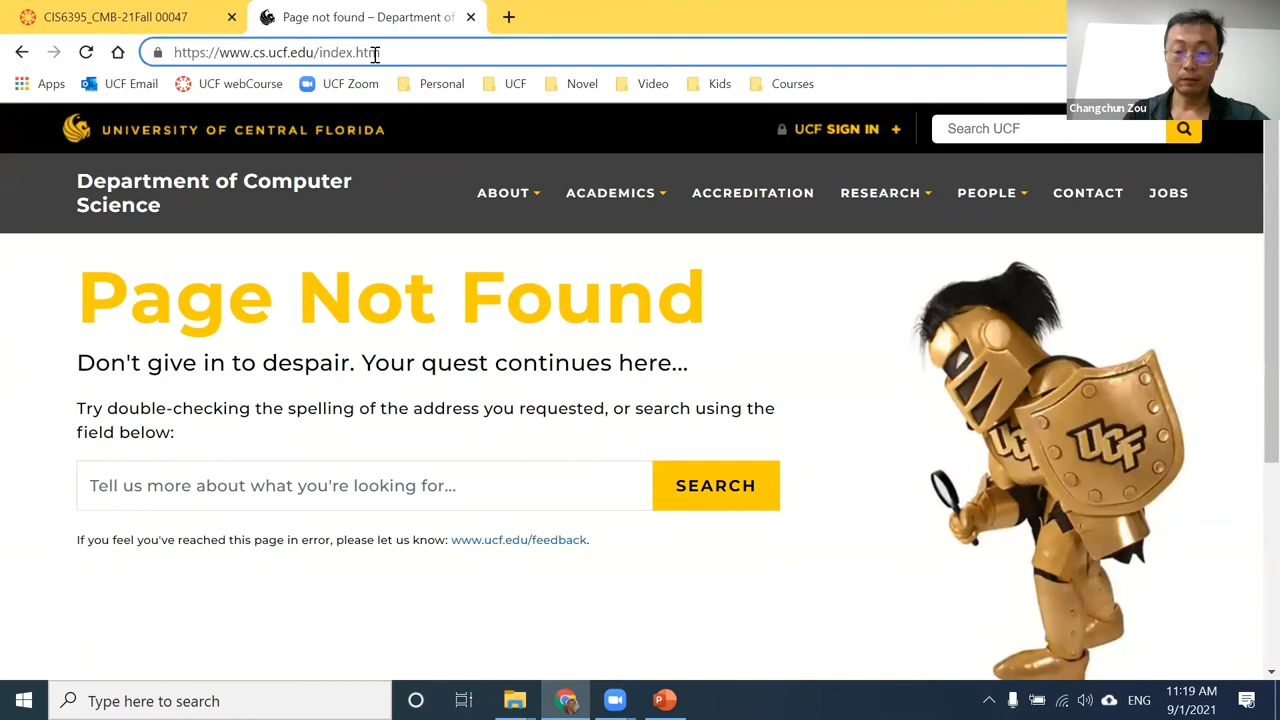 CIS6395_CMB-21Fall 00047
Page not found – Department of
https://www.cs.ucf.edu/index.htm
Apps
UCF Email
UCF webCourse
UCF Zoom
Personal
UCF
Novel
Video
Kids
Courses
Changchun Zou
UNIVERSITY OF CENTRAL FLORIDA
UCF SIGN IN +
Search UCF
Department of Computer
Science
ABOUT
ACADEMICS
ACCREDITATION
RESEARCH
PEOPLE
CONTACT
JOBS
Page Not Found
Don't give in to despair. Your quest continues here...
Try double-checking the spelling of the address you requested, or search using the
field below:
Tell us more about what you're looking for...
SEARCH
If you feel you've reached this page in error, please let us know: www.ucf.edu/feedback.
UCF
UCF
Type here to search
ENG
11:19 AM
9/1/2021